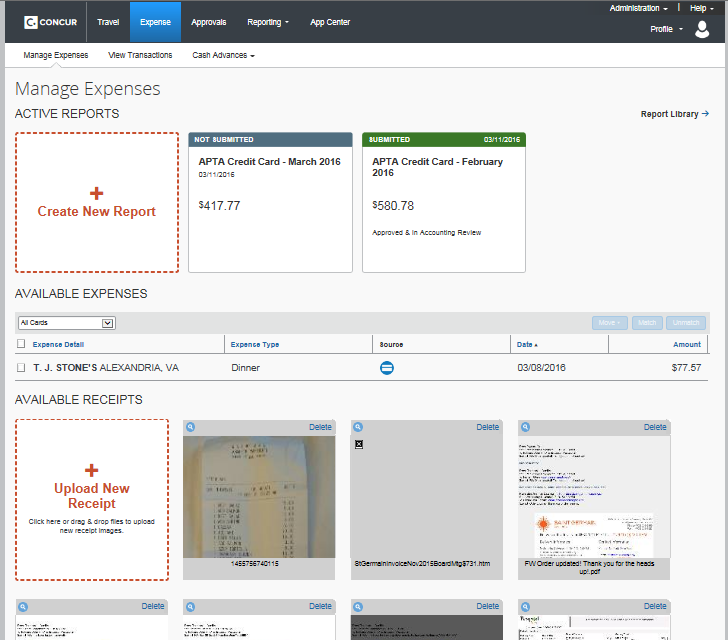 Administration | Help
CONCUR Travel Expense Approvals Reporting App Center
Profile
Manage Expenses View Transactions Cash Advances
Manage Expenses
ACTIVE REPORTS
Report Library →
+
Create New Report
NOT SUBMITTED
APTA Credit Card - March 2016
03/11/2016
$417.77
SUBMITTED 03/11/2016
APTA Credit Card - February
2016
$580.78
Approved & In Accounting Review
AVAILABLE EXPENSES
All Cards
Move Match Unmatch
Expense Detail Expense Type Source Date Amount
T. J. STONE'S ALEXANDRIA, VA Dinner 03/08/2016 $77.57
AVAILABLE RECEIPTS
+
Upload New
Receipt
Click here or drag & drop files to upload
new receipt images.
Delete
1455756740115
Delete
StGermainInvoiceNov2015BoardMtg$731.htm
Delete
SAINT GERMAIN
FW Order updated! Thank you for the heads
up!.pdf
Delete
Delete
Delete
Delete